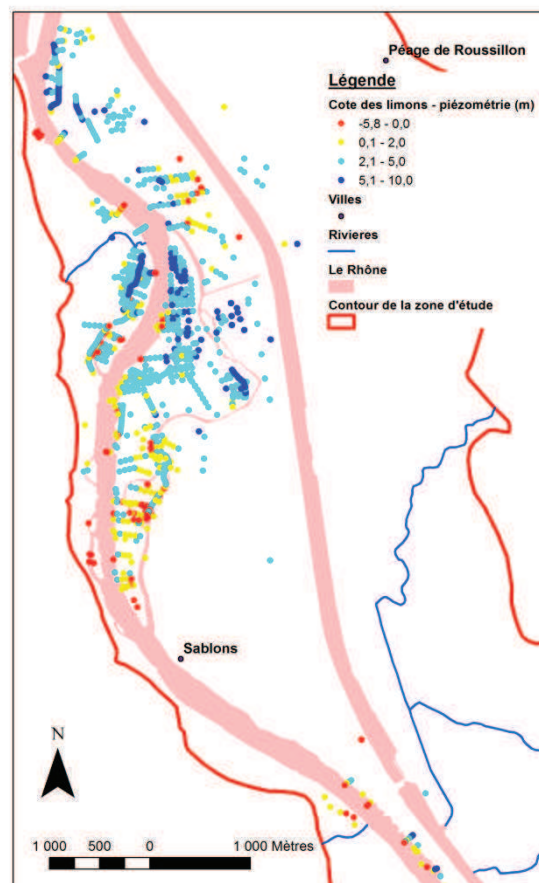 Péage de Roussillon
Légende
Cote des limons - piézométrie (m)
-5,8 - 0,0
0,1 - 2,0
2,1 - 5,0
5,1 - 10,0
Villes
Rivieres
Le Rhône
Contour de la zone d'étude
Sablons
N
1 000 500 0 1 000 Mètres